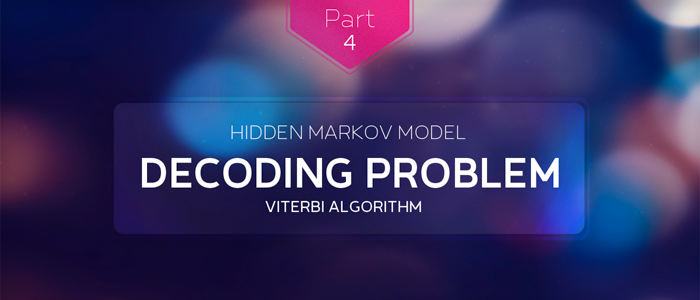 Part
4
HIDDEN MARKOV MODEL
DECODING PROBLEM
VITERBI ALGORITHM